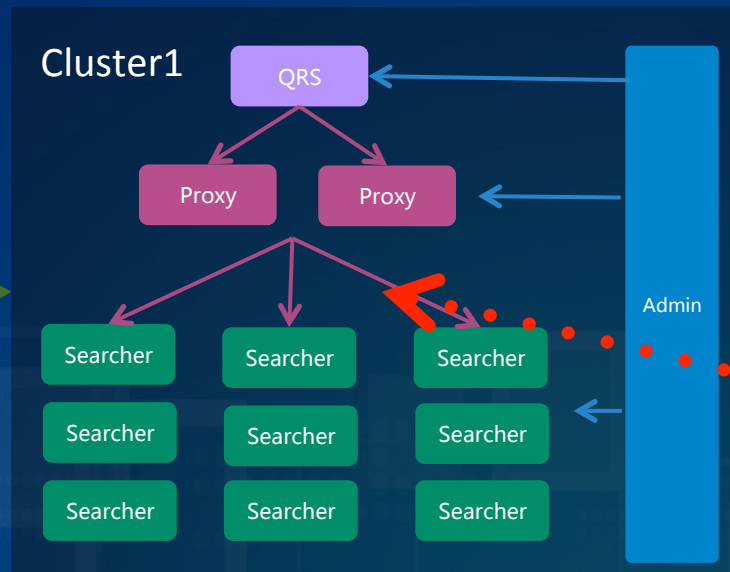 Cluster1
QRS
Proxy
Proxy
Admin
Searcher
Searcher
Searcher
Searcher
Searcher
Searcher
Searcher
Searcher
Searcher